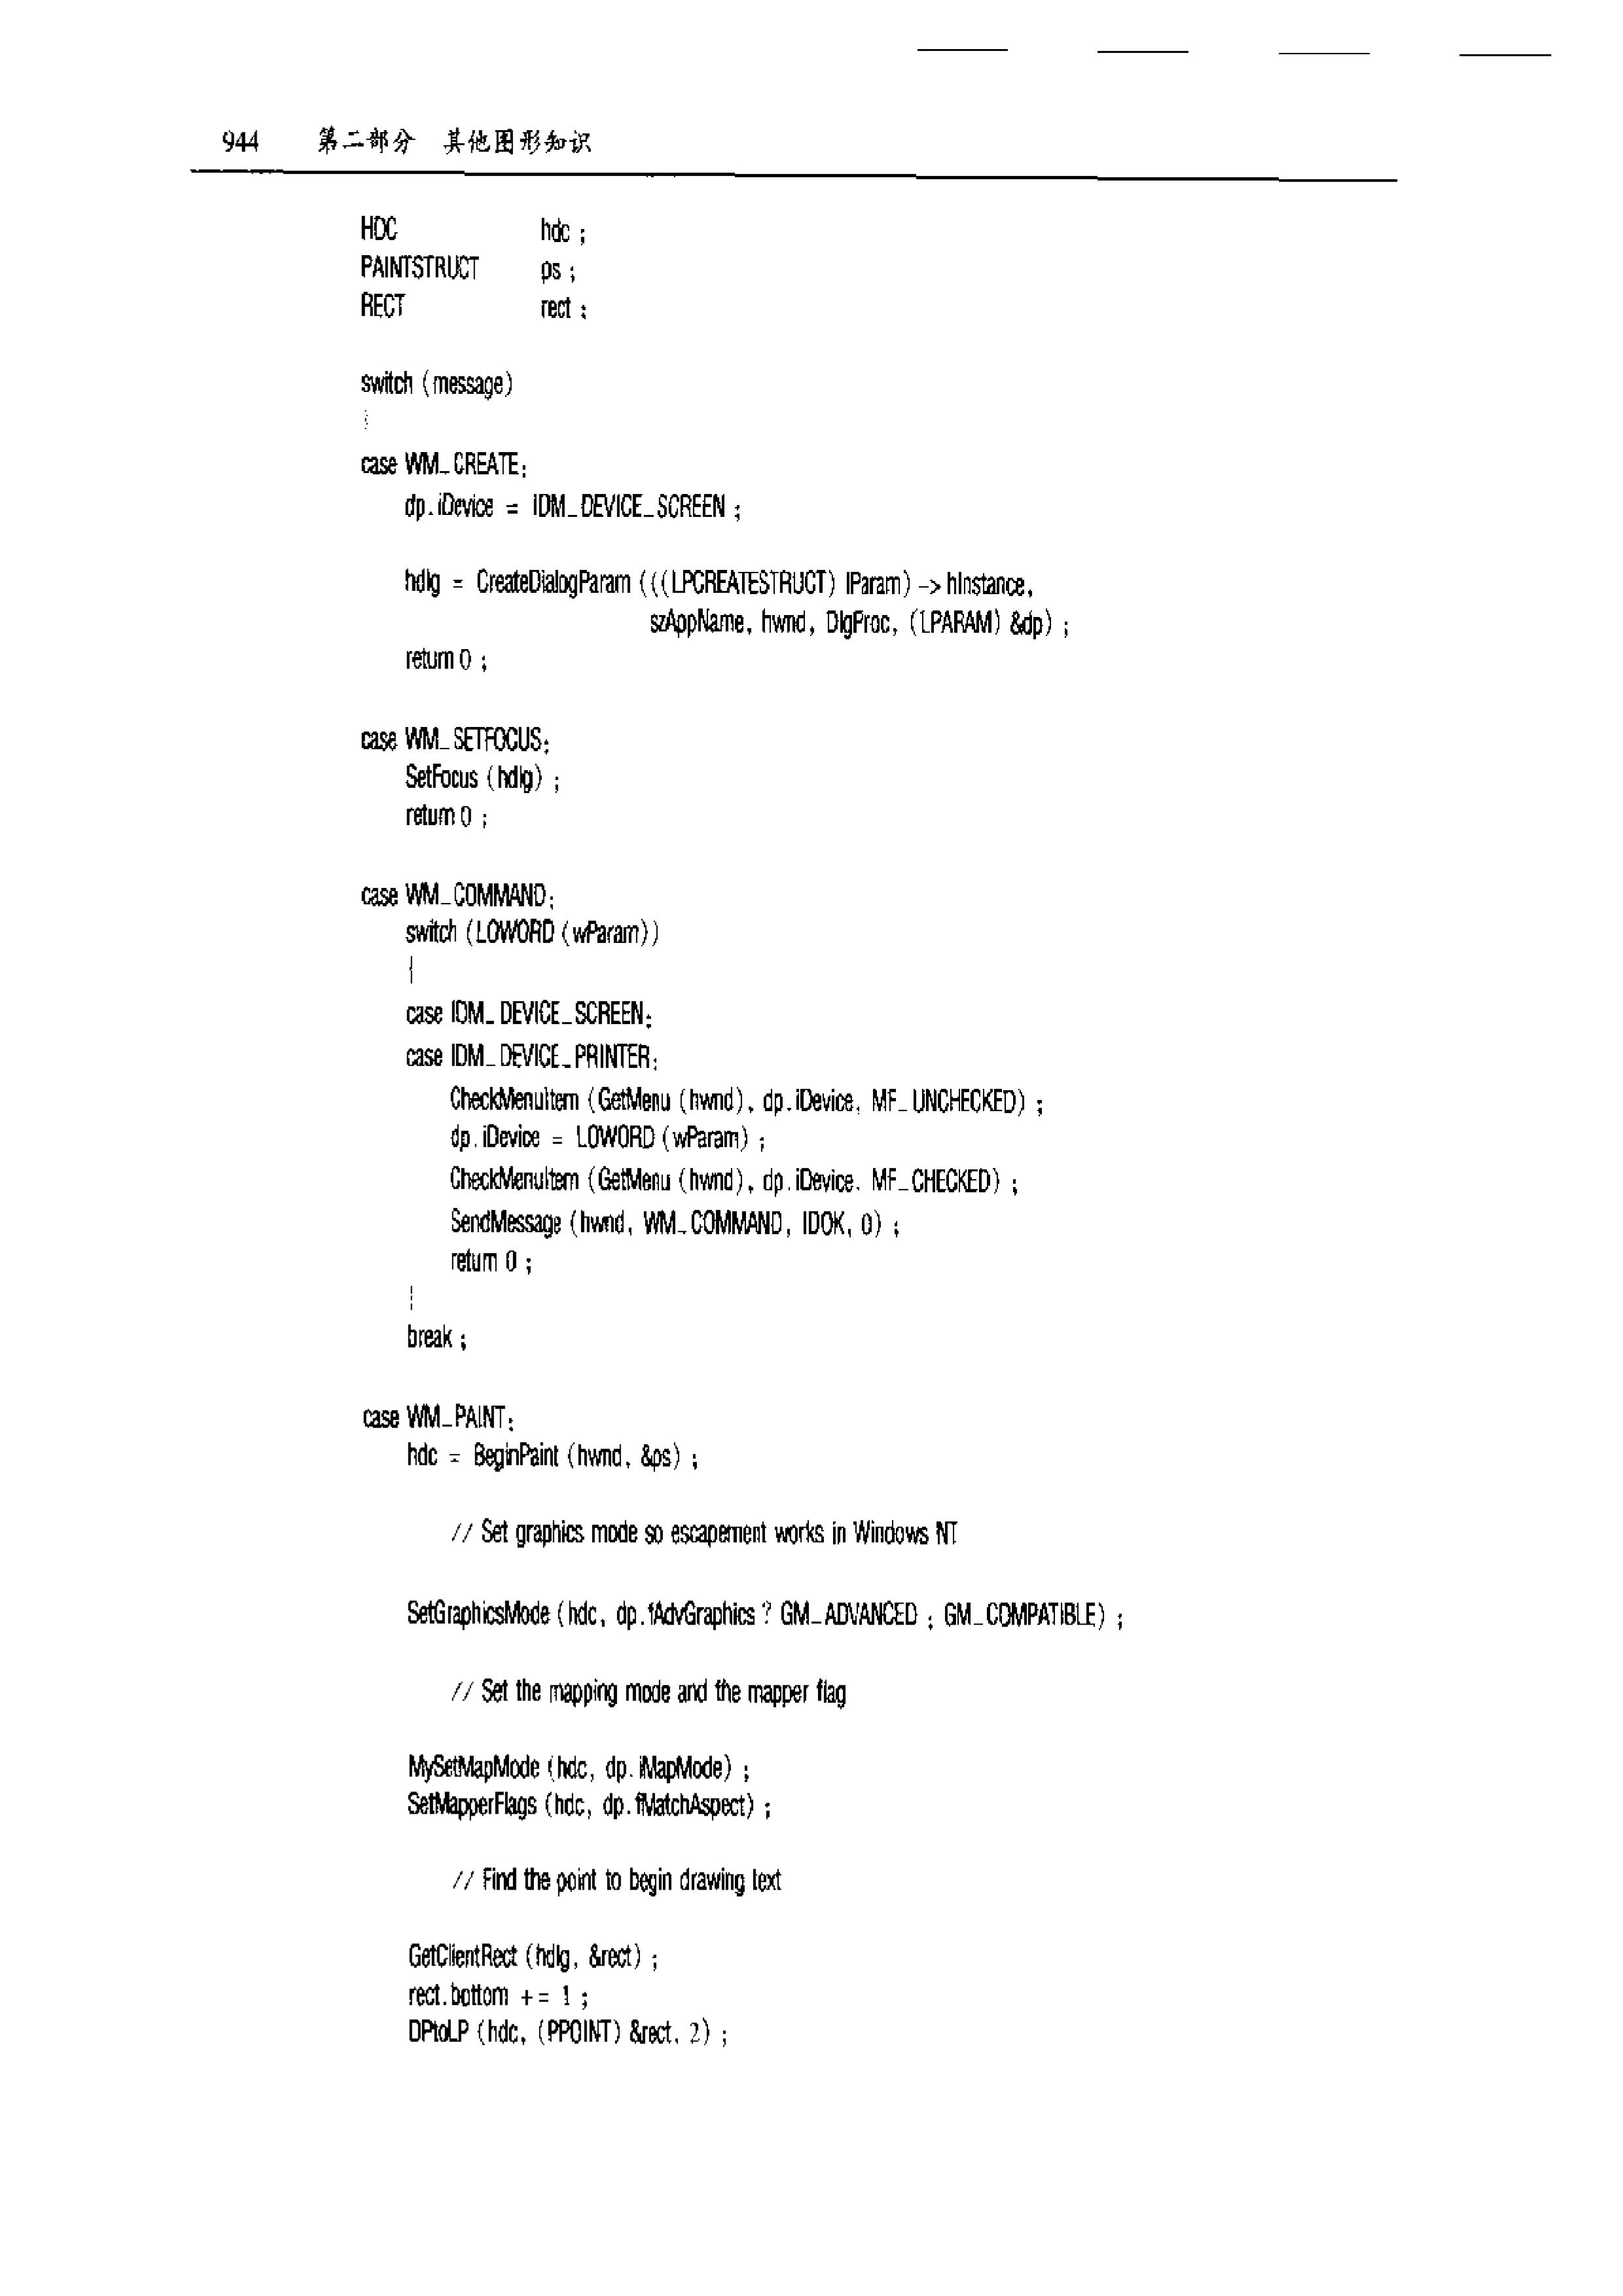 944 第二部分 其他图形知识
HDC hdc ;
PAINTSTRUCT ps ;
RECT rect ;
switch (message)
{
case WM_CREATE:
dp.iDevice = IDM_DEVICE_SCREEN ;
hdlg = CreateDialogParam (((LPCREATESTRUCT) lParam) -> hInstance,
szAppName, hwnd, DlgProc, (LPARAM) &dp) ;
return 0 ;
case WM_SETFOCUS:
SetFocus (hdlg) ;
return 0 ;
case WM_COMMAND:
switch (LOWORD (wParam))
{
case IDM_DEVICE_SCREEN:
case IDM_DEVICE_PRINTER:
CheckMenuItem (GetMenu (hwnd), dp.iDevice, MF_UNCHECKED) ;
dp.iDevice = LOWORD (wParam) ;
CheckMenuItem (GetMenu (hwnd), dp.iDevice, MF_CHECKED) ;
SendMessage (hwnd, WM_COMMAND, IDOK, 0) ;
return 0 ;
}
break ;
case WM_PAINT:
hdc = BeginPaint (hwnd, &ps) ;
// Set graphics mode so escapement works in Windows NT
SetGraphicsMode (hdc, dp.fAdvGraphics ? GM_ADVANCED : GM_COMPATIBLE) ;
// Set the mapping mode and the mapper flag
MySetMapMode (hdc, dp.iMapMode) ;
SetMapperFlags (hdc, dp.fMatchAspect) ;
// Find the point to begin drawing text
GetClientRect (hdlg, &rect) ;
rect.bottom += 1 ;
DPtoLP (hdc, (PPOINT) &rect, 2) ;